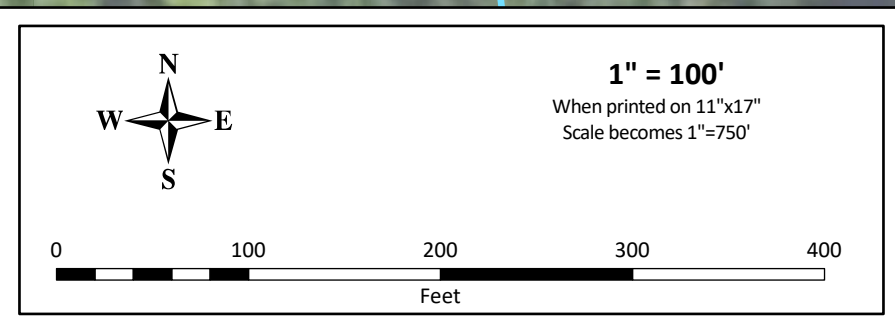 N
W E
S
1" = 100'
When printed on 11"x17"
Scale becomes 1"=750'
0 100 200 300 400
Feet